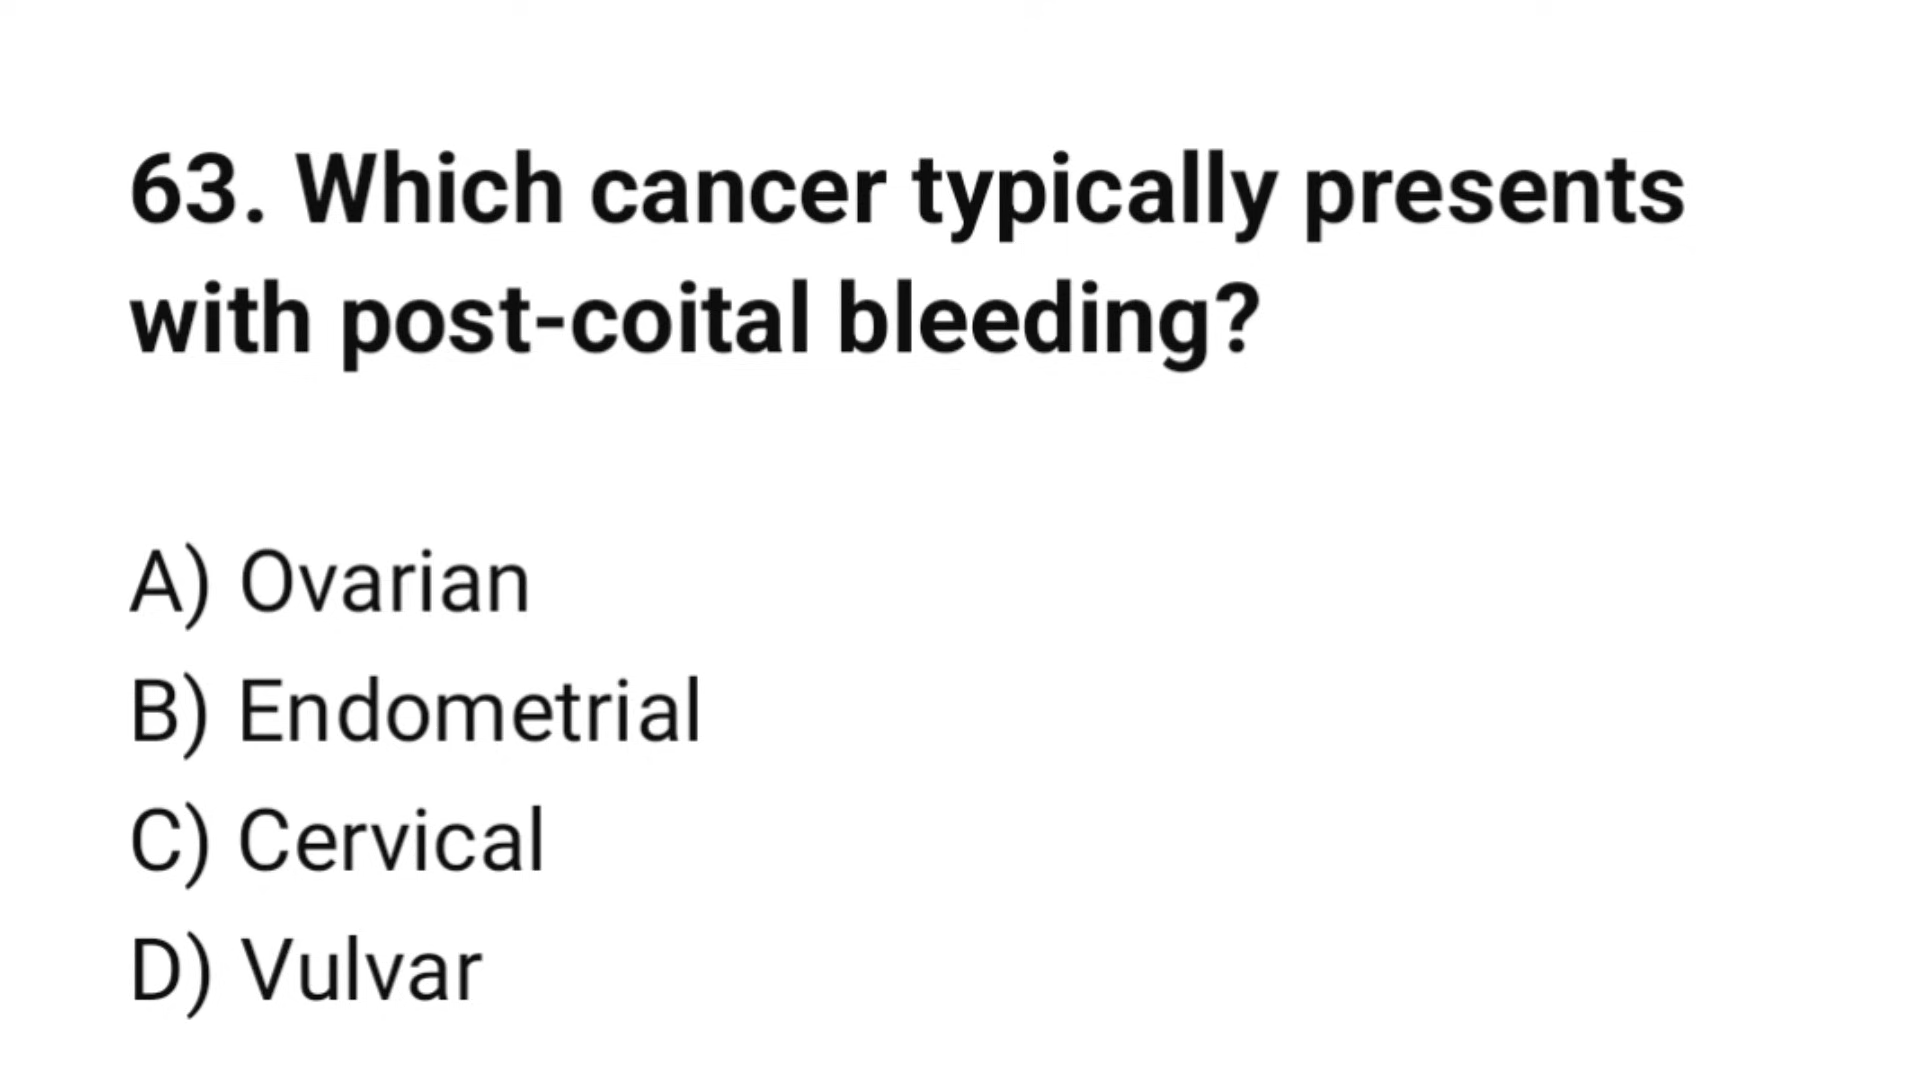 63. Which cancer typically presents
with post-coital bleeding?
A) Ovarian
B) Endometrial
C) Cervical
D) Vulvar